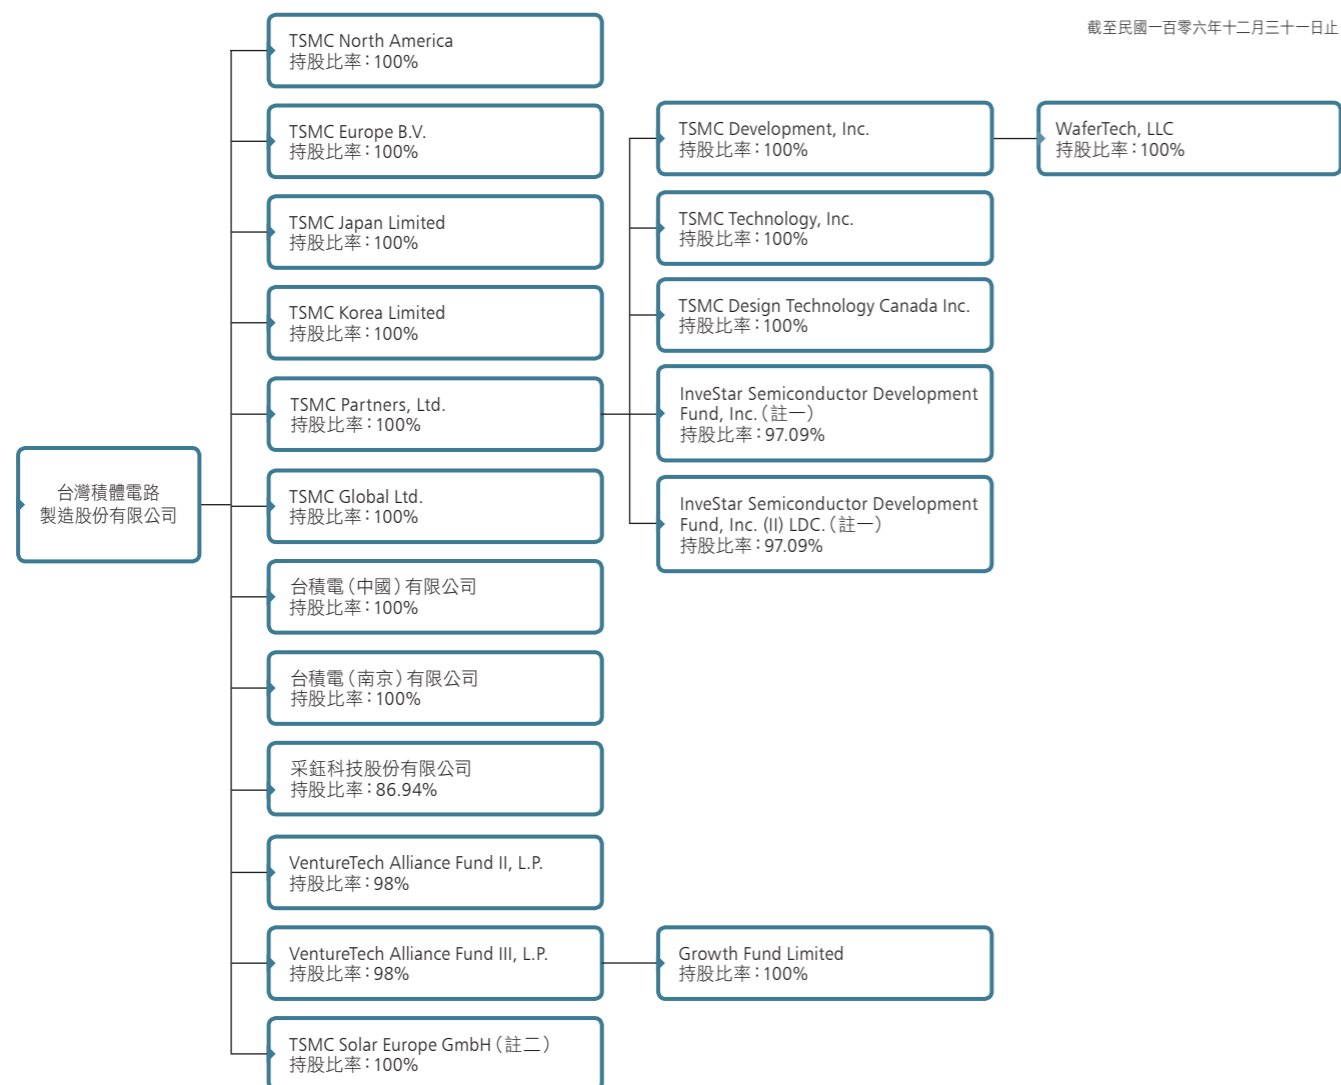 截至民國一百零六年十二月三十一日止
台灣積體電路
製造股份有限公司
TSMC North America
持股比率：100%
TSMC Europe B.V.
持股比率：100%
TSMC Japan Limited
持股比率：100%
TSMC Korea Limited
持股比率：100%
TSMC Partners, Ltd.
持股比率：100%
TSMC Development, Inc.
持股比率：100%
WaferTech, LLC
持股比率：100%
TSMC Technology, Inc.
持股比率：100%
TSMC Design Technology Canada Inc.
持股比率：100%
InveStar Semiconductor Development
Fund, Inc.（註一）
持股比率：97.09%
InveStar Semiconductor Development
Fund, Inc. (II) LDC.（註一）
持股比率：97.09%
TSMC Global Ltd.
持股比率：100%
台積電（中國）有限公司
持股比率：100%
台積電（南京）有限公司
持股比率：100%
采鈺科技股份有限公司
持股比率：86.94%
VentureTech Alliance Fund II, L.P.
持股比率：98%
VentureTech Alliance Fund III, L.P.
持股比率：98%
Growth Fund Limited
持股比率：100%
TSMC Solar Europe GmbH（註二）
持股比率：100%